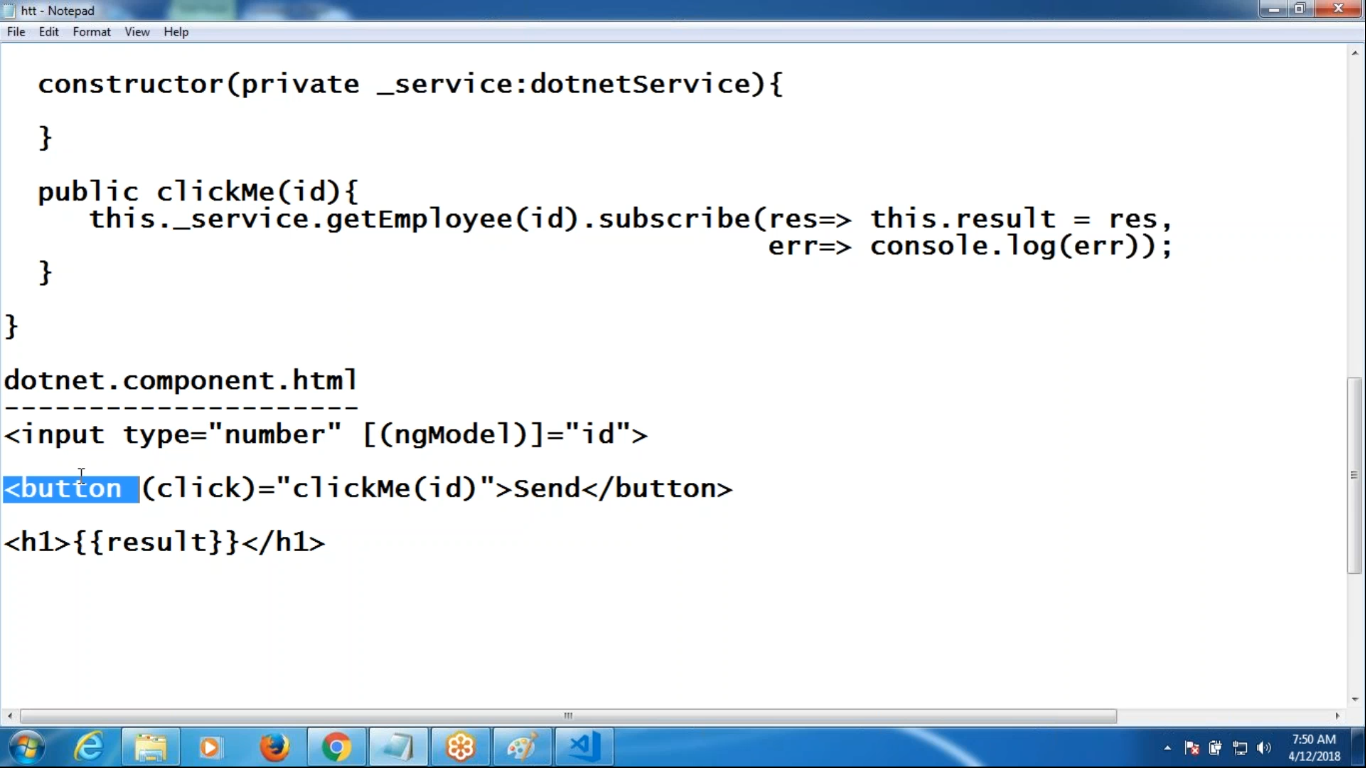 htt - Notepad
File Edit Format View Help
constructor(private _service:dotnetService){
}
public clickMe(id){
this._service.getEmployee(id).subscribe(res=> this.result = res,
err=> console.log(err));
}
}
dotnet.component.html
---------------------
<input type="number" [(ngModel)]="id">
<button (click)="clickMe(id)">Send</button>
<h1>{{result}}</h1>
7:50 AM
4/12/2018